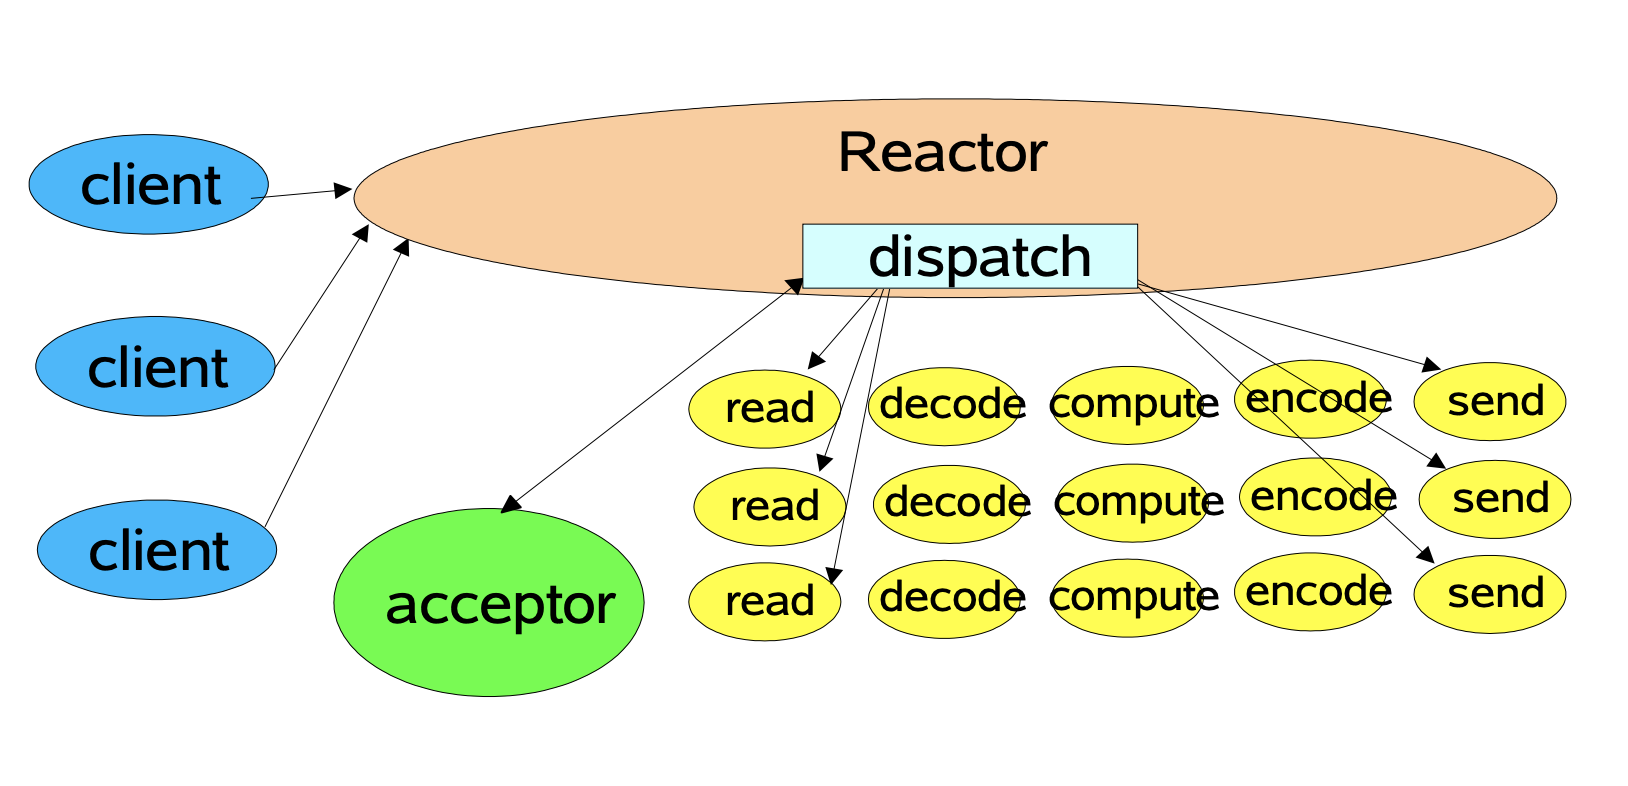 Reactor
client
dispatch
client
client
acceptor
read decode compute encode send
read decode compute encode send
read decode compute encode send